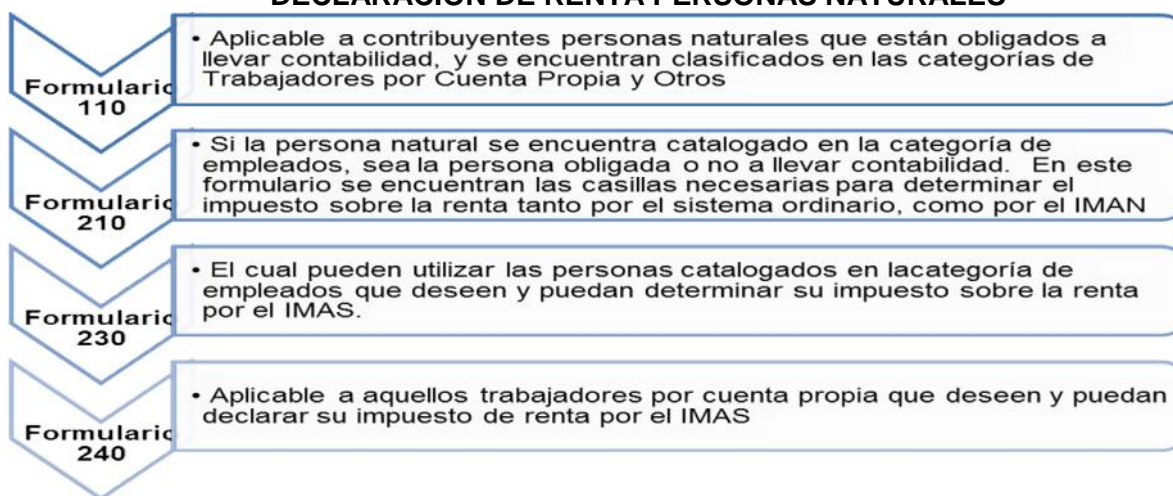 DECLARACIÓN DE RENTA PERSONAS NATURALES
Formulario
110
• Aplicable a contribuyentes personas naturales que están obligados a
llevar contabilidad, y se encuentran clasificados en las categorías de
Trabajadores por Cuenta Propia y Otros
Formulario
210
• Si la persona natural se encuentra catalogado en la categoría de
empleados, sea la persona obligada o no a llevar contabilidad. En este
formulario se encuentran las casillas necesarias para determinar el
impuesto sobre la renta tanto por el sistema ordinario, como por el IMAN
Formulario
230
• El cual pueden utilizar las personas catalogados en lacategoría de
empleados que deseen y puedan determinar su impuesto sobre la renta
por el IMAS.
Formulario
240
• Aplicable a aquellos trabajadores por cuenta propia que deseen y puedan
declarar su impuesto de renta por el IMAS